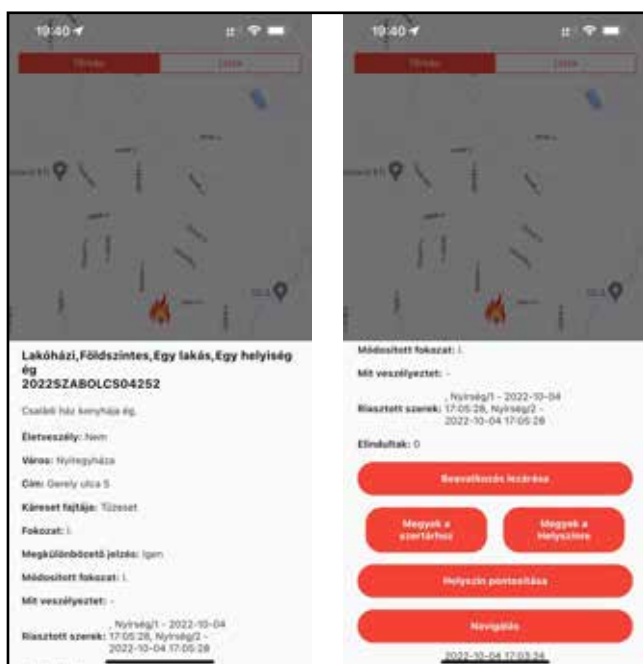 19:40
Térkép
Lista
Lakóházi,Földszintes,Egy lakás,Egy helyiség
ég
2022SZABOLCS04252
Családi ház konyhája ég.
Életveszély: Nem
Város: Nyíregyháza
Cím: Gerely utca 5
Káreset fajtája: Tűzeset
Fokozat: I.
Megkülönböztető jelzés: Igen
Módosított fokozat: I.
Mit veszélyeztet: -
, Nyírség/1 - 2022-10-04
Riasztott szerek: 17:05:28, Nyírség/2 -
2022-10-04 17:05:28
19:40
Térkép
Lista
Módosított fokozat: I.
Mit veszélyeztet: -
, Nyírség/1 - 2022-10-04
Riasztott szerek: 17:05:28, Nyírség/2 -
2022-10-04 17:05:28
Elindultak: 0
Beavatkozás lezárása
Megyek a
szertárhoz
Megyek a
Helyszínre
Helyszín pontosítása
Navigálás
2022-10-04 17:03:34